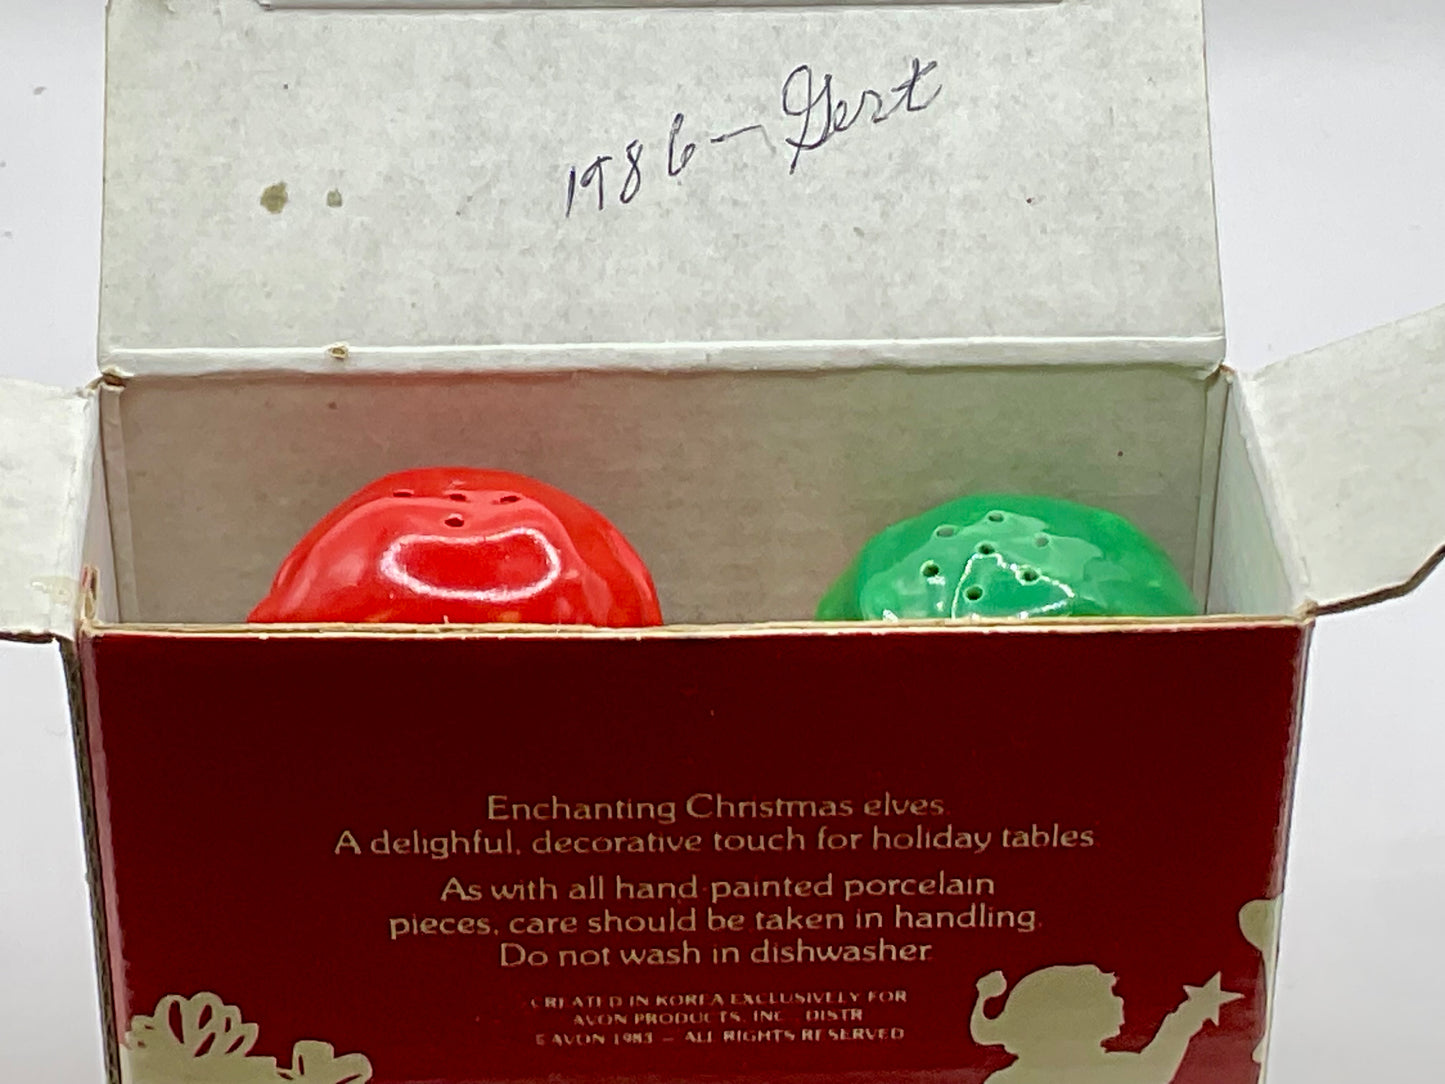 1986 - Gert
Enchanting Christmas elves.
A delighful, decorative touch for holiday tables
As with all hand-painted porcelain
pieces, care should be taken in handling.
Do not wash in dishwasher
CREATED IN KOREA EXCLUSIVELY FOR
AVON PRODUCTS, INC., DISTR
© AVON 1983 – ALL RIGHTS RESERVED